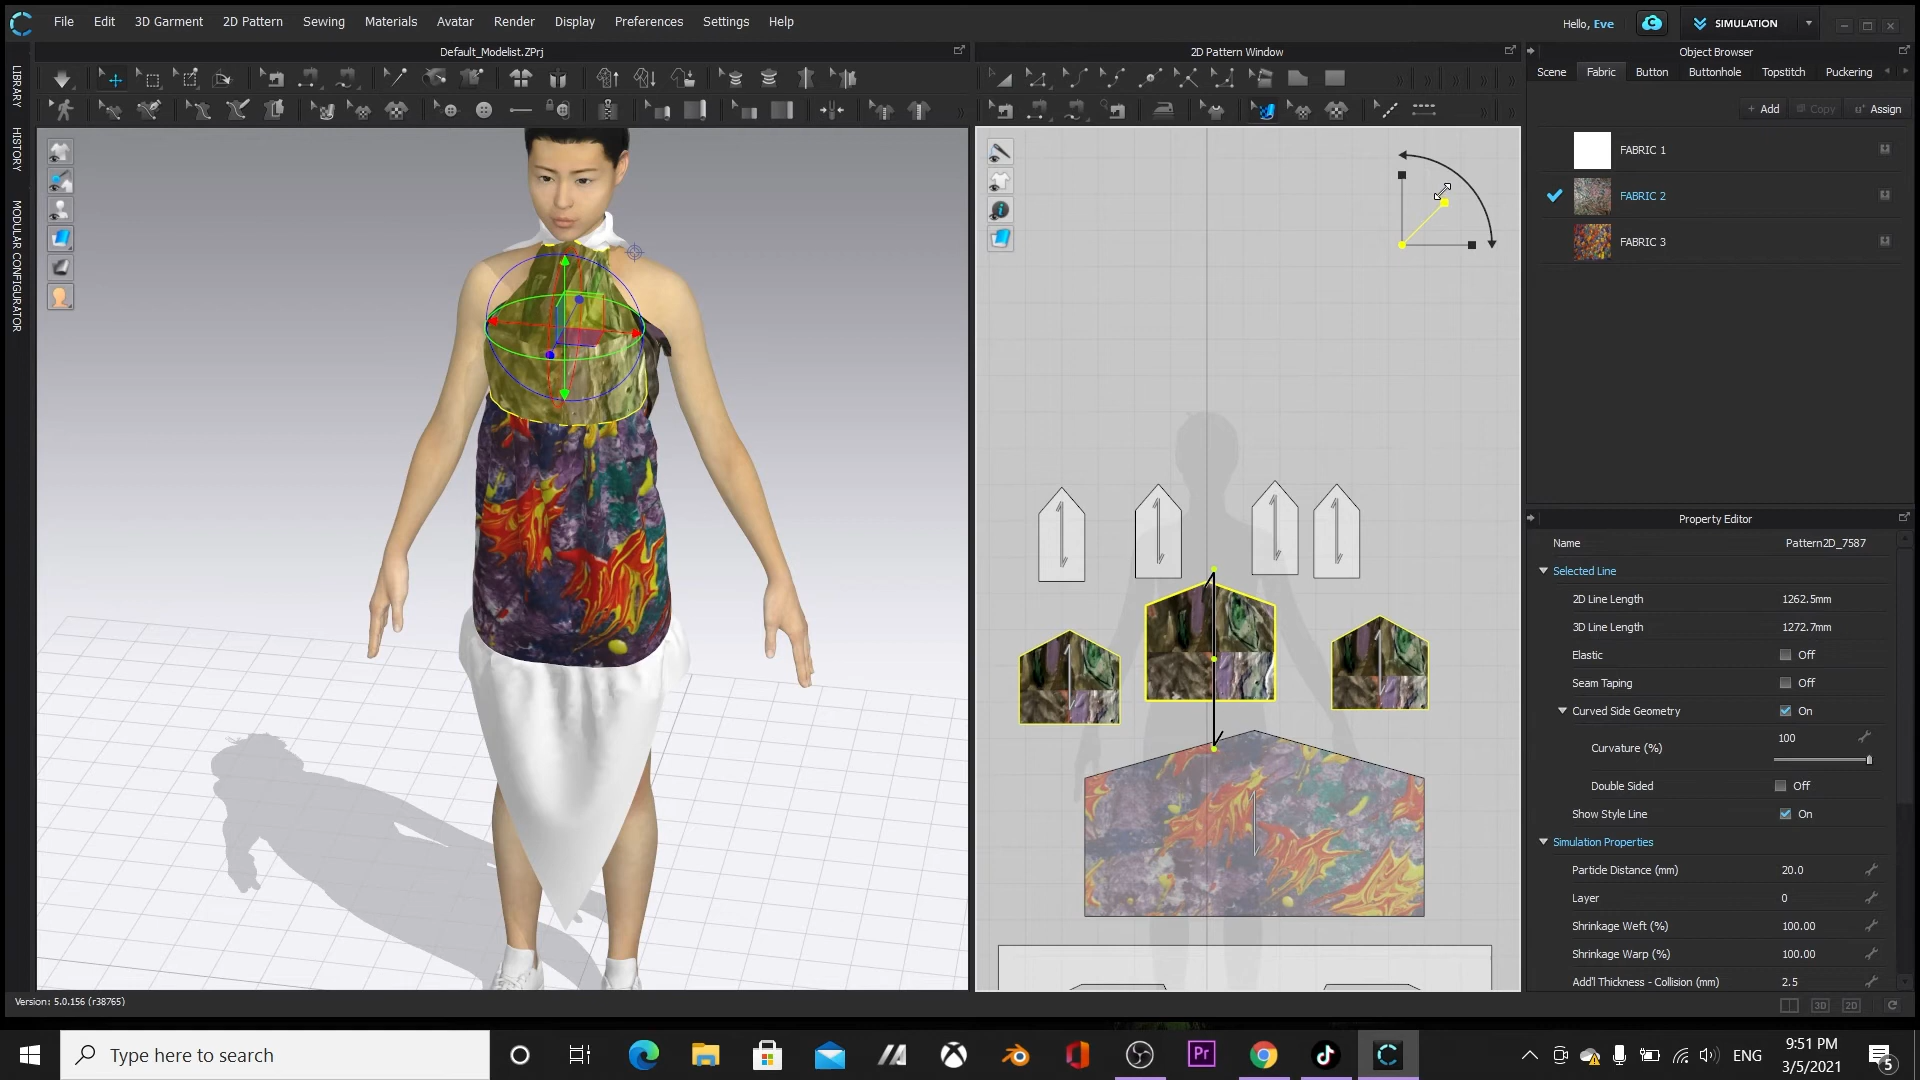 File Edit 3D Garment 2D Pattern Sewing Materials Avatar Render Display Preferences Settings Help
Hello, Eve
SIMULATION
Default_Modelist.ZPrj
2D Pattern Window
Object Browser
Scene Fabric Button Buttonhole Topstitch Puckering
+ Add Copy Assign
FABRIC 1
FABRIC 2
FABRIC 3
LIBRARY
HISTORY
MODULAR CONFIGURATOR
Property Editor
Name Pattern2D_7587
Selected Line
2D Line Length 1262.5mm
3D Line Length 1272.7mm
Elastic Off
Seam Taping Off
Curved Side Geometry On
Curvature (%) 100
Double Sided Off
Show Style Line On
Simulation Properties
Particle Distance (mm) 20.0
Layer 0
Shrinkage Weft (%) 100.00
Shrinkage Warp (%) 100.00
Add'l Thickness - Collision (mm) 2.5
Version: 5.0.156 (r38765)
3D 2D
Type here to search
Pr
ENG
9:51 PM
3/5/2021
5